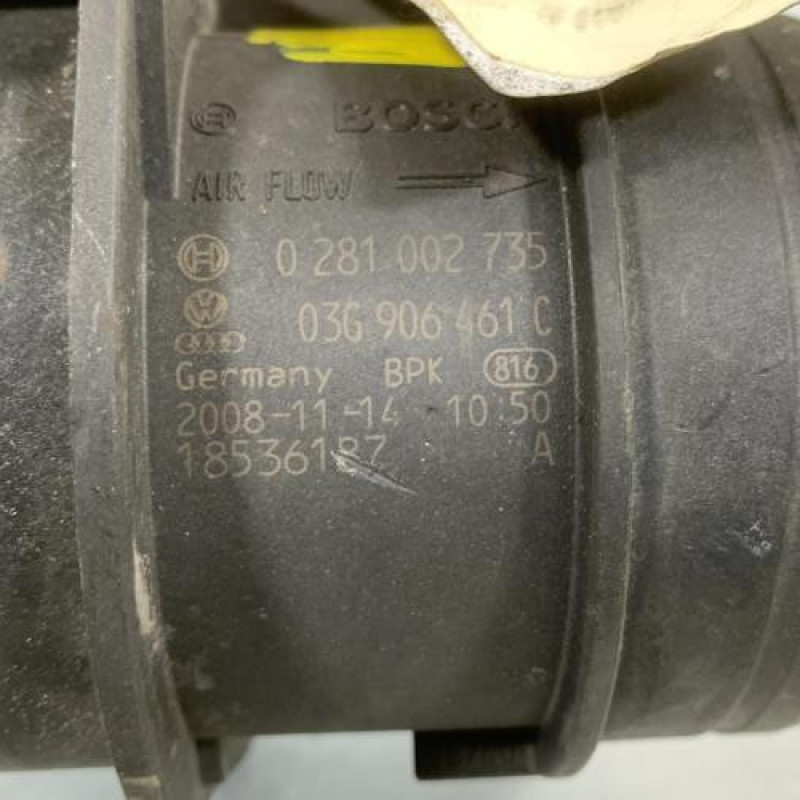 BOSCH
AIR FLOW
0 281 002 735
03G 906 461 C
Germany BPK 816
2008-11-14 10:50
18536187 A